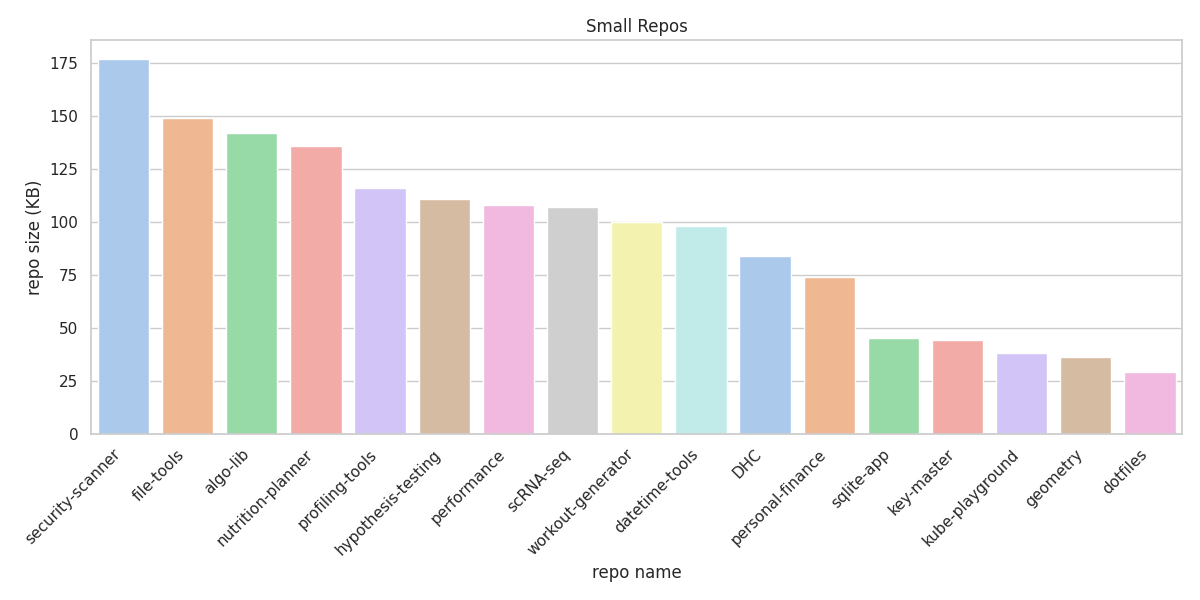 Small Repos
repo size (KB)
175
150
125
100
75
50
25
0
security-scanner
file-tools
algo-lib
nutrition-planner
profiling-tools
hypothesis-testing
performance
scRNA-seq
workout-generator
datetime-tools
DHC
personal-finance
sqlite-app
key-master
kube-playground
geometry
dotfiles
repo name